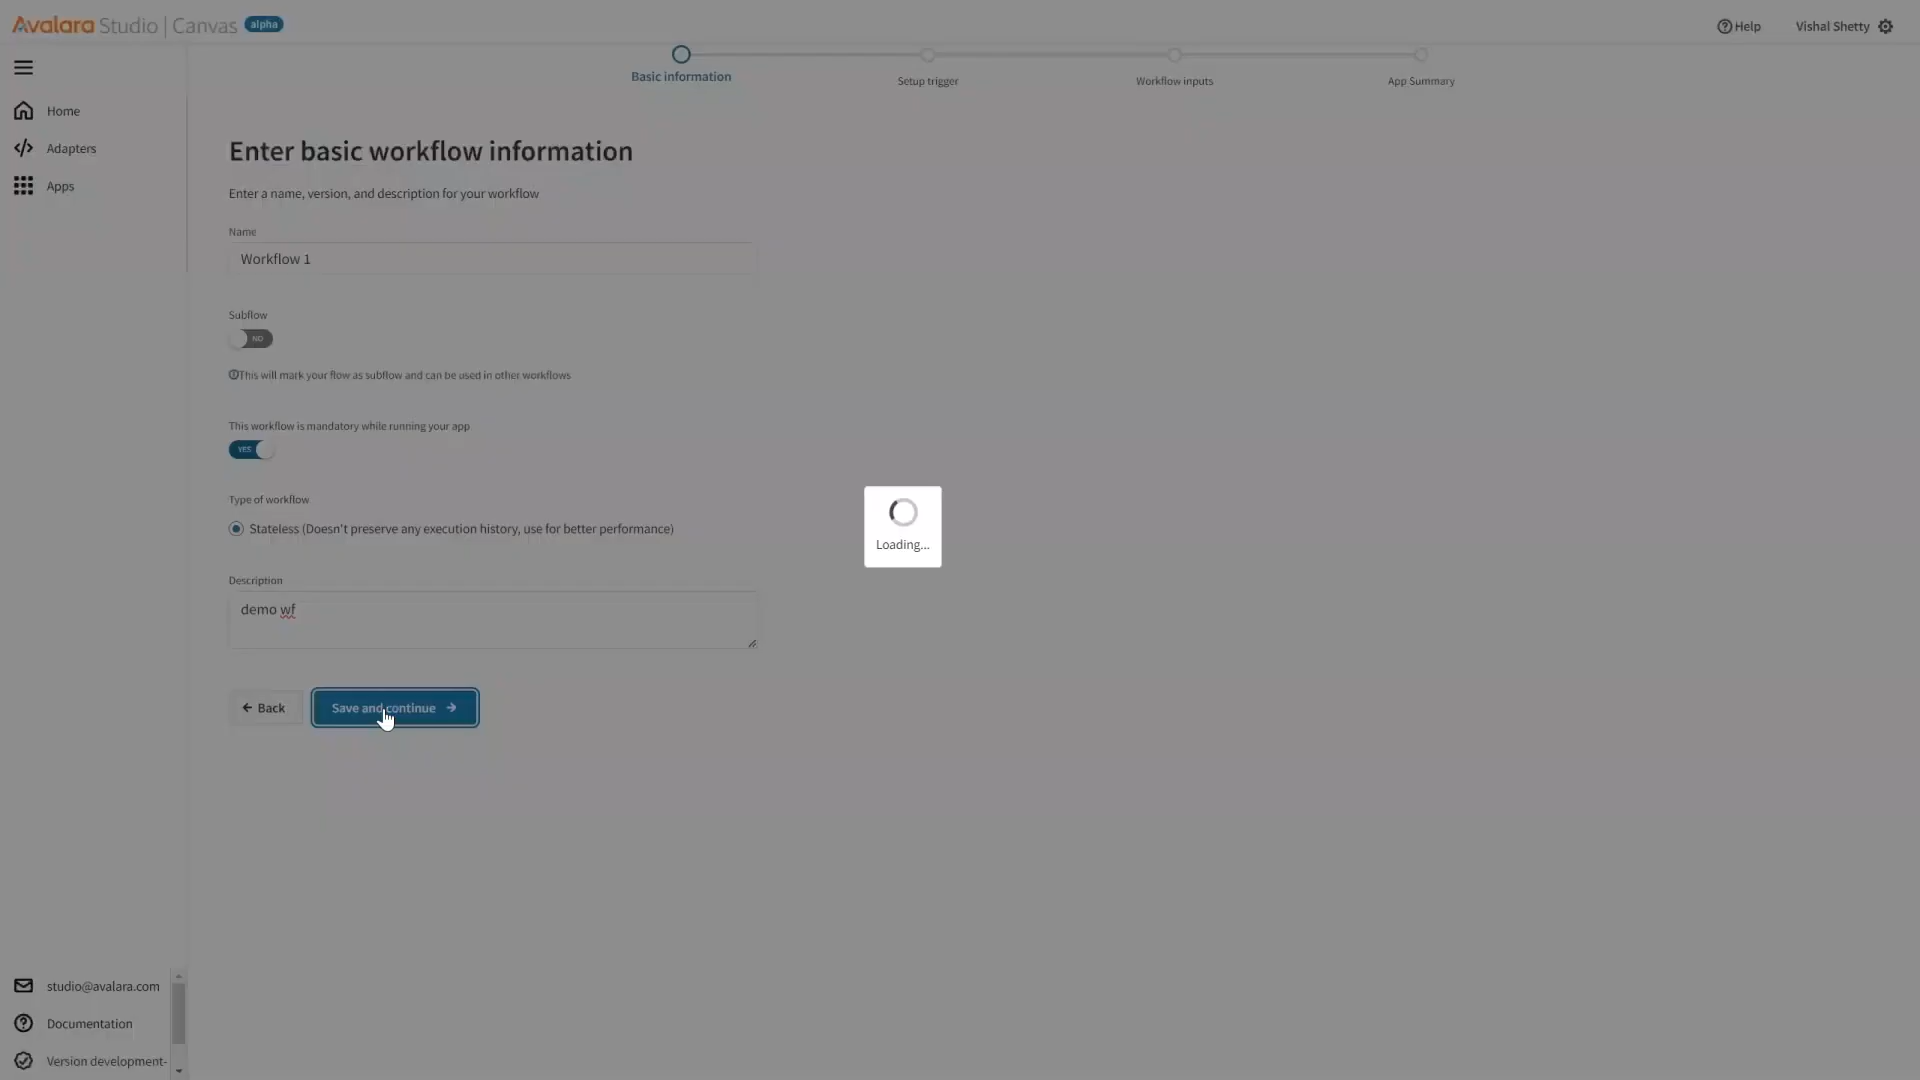 Avalara Studio | Canvas alpha
Help
Vishal Shetty
Home
Adapters
Apps
Basic information
Setup trigger
Workflow inputs
App Summary
Enter basic workflow information
Enter a name, version, and description for your workflow
Name
Workflow 1
Subflow
NO
This will mark your flow as subflow and can be used in other workflows
This workflow is mandatory while running your app
YES
Type of workflow
Stateless (Doesn't preserve any execution history, use for better performance)
Description
demo wf
Back
Save and continue
Loading...
studio@avalara.com
Documentation
Version development-